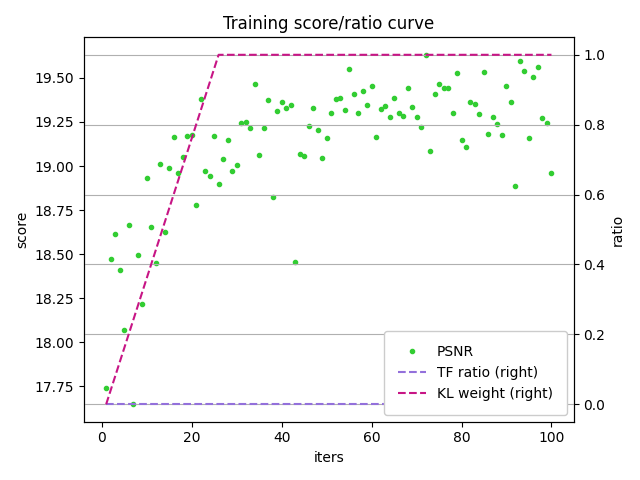 Training score/ratio curve
19.50
19.25
19.00
18.75
18.50
18.25
18.00
17.75
score
1.0
0.8
0.6
0.4
0.2
0.0
ratio
PSNR
TF ratio (right)
KL weight (right)
0
20
40
60
80
100
iters